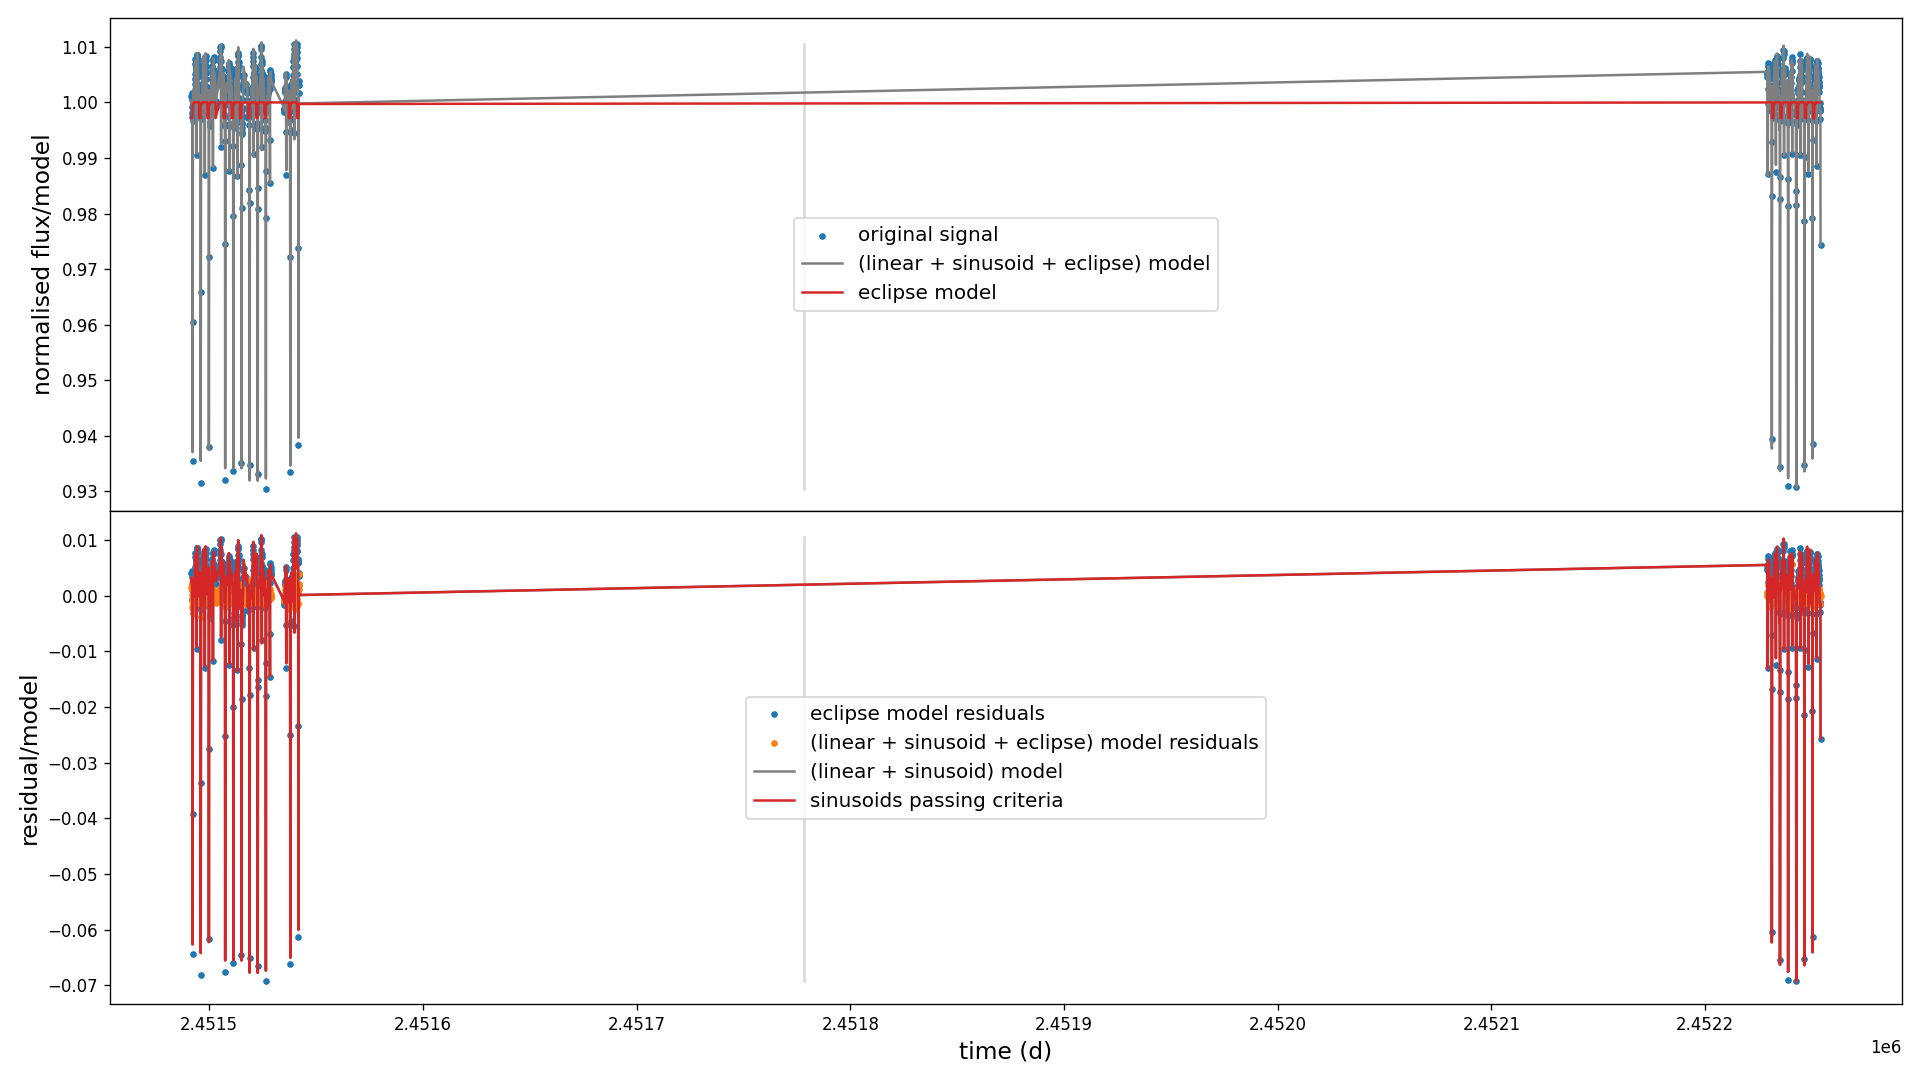 normalised flux/model
1.01
1.00
0.99
0.98
0.97
0.96
0.95
0.94
0.93
original signal
(linear + sinusoid + eclipse) model
eclipse model
residual/model
0.01
0.00
−0.01
−0.02
−0.03
−0.04
−0.05
−0.06
−0.07
eclipse model residuals
(linear + sinusoid + eclipse) model residuals
(linear + sinusoid) model
sinusoids passing criteria
2.4515 2.4516 2.4517 2.4518 2.4519 2.4520 2.4521 2.4522
1e6
time (d)